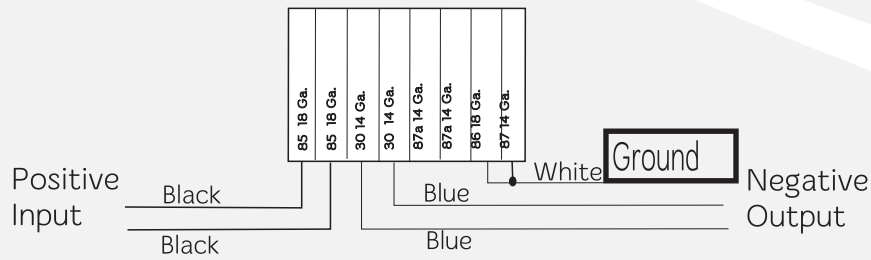 85 18 Ga.
85 18 Ga.
30 14 Ga.
30 14 Ga.
87a 14 Ga.
87a 14 Ga.
86 18 Ga.
87 14 Ga.
Ground
White
Positive
Input
Black
Blue
Negative
Output
Black
Blue